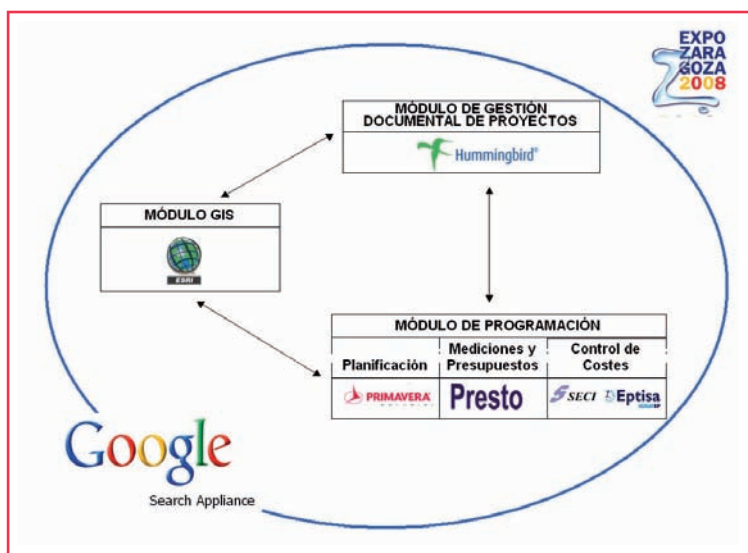 EXPO
ZARA
GOZA
2008
MÓDULO DE GESTIÓN
DOCUMENTAL DE PROYECTOS
Hummingbird®
MÓDULO GIS
ESRI
MÓDULO DE PROGRAMACIÓN
Planificación
Mediciones y
Presupuestos
Control de
Costes
PRIMAVERA
Presto
SECI
Eptisa
Google
Search Appliance